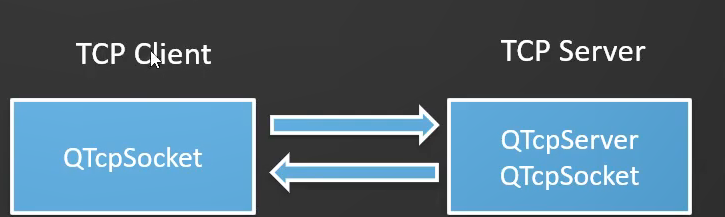 TCP Client
TCP Server
QTcpSocket
QTcpServer
QTcpSocket